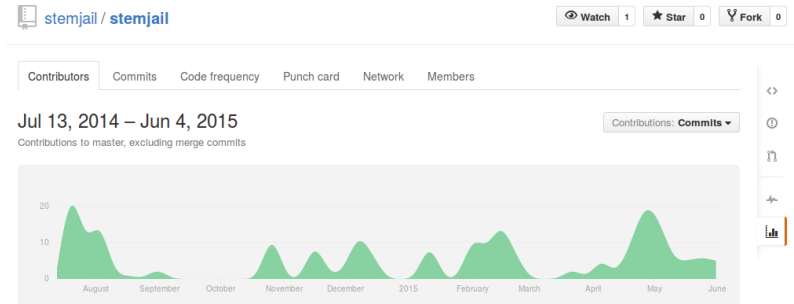 stemjail / stemjail
Watch 1 Star 0 Fork 0
Contributors Commits Code frequency Punch card Network Members
Jul 13, 2014 – Jun 4, 2015
Contributions: Commits
Contributions to master, excluding merge commits
20
10
0
August September October November December 2015 February March April May June